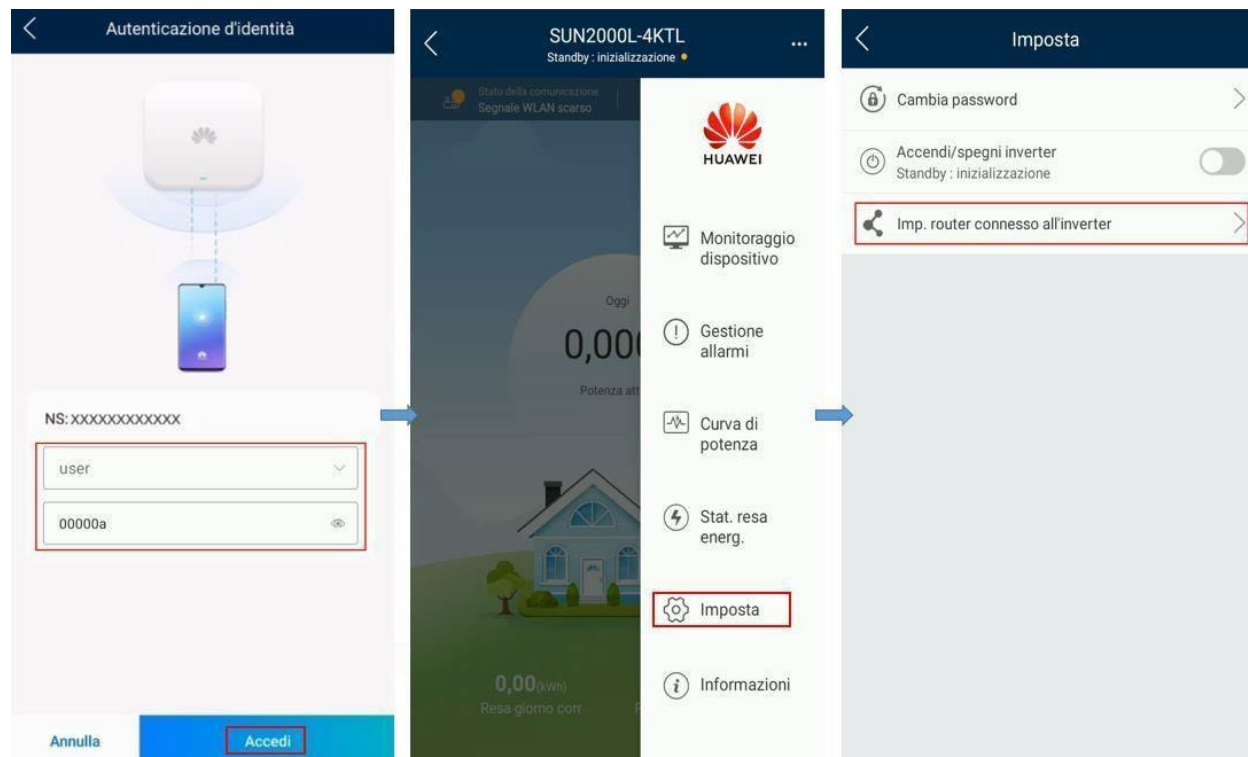 Autenticazione d'identità
NS: XXXXXXXXXXXX
user
00000a
Annulla
Accedi
SUN2000L-4KTL
Standby : inizializzazione
Stato della comunicazione
Segnale WLAN scarso
Oggi
0,00
Potenza att
0,00(kWh)
Resa giorno corr
HUAWEI
Monitoraggio
dispositivo
Gestione
allarmi
Curva di
potenza
Stat. resa
energ.
Imposta
Informazioni
Imposta
Cambia password
Accendi/spegni inverter
Standby : inizializzazione
Imp. router connesso all'inverter